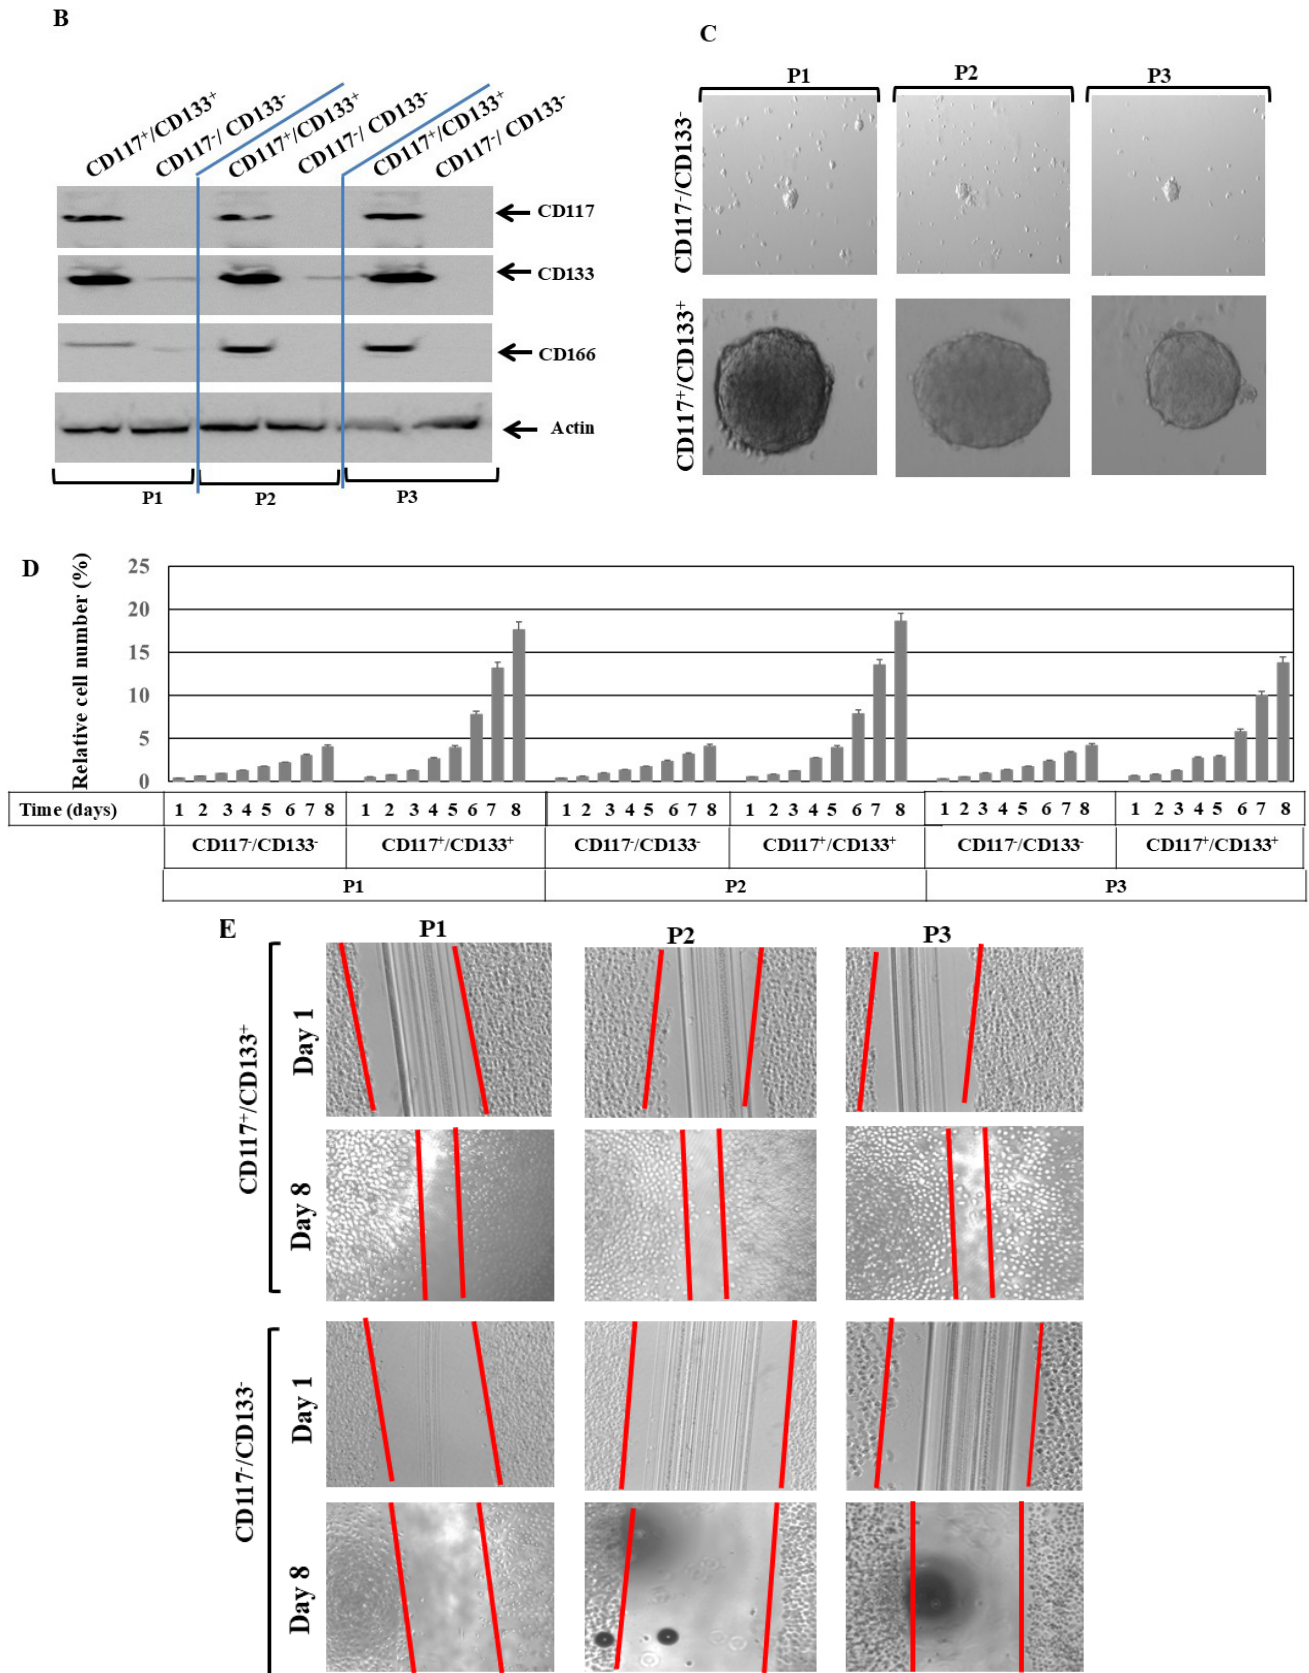 B
CD117⁺/CD133⁺
CD117⁻/ CD133⁻
CD117⁺/CD133⁺
CD117⁻/ CD133⁻
CD117⁺/CD133⁺
CD117⁻/ CD133⁻
CD117
CD133
CD166
Actin
P1 P2 P3
C
P1 P2 P3
CD117⁻/CD133⁻
CD117⁺/CD133⁺
D
Relative cell number (%)
25
20
15
10
5
0
Time (days) 1 2 3 4 5 6 7 8 1 2 3 4 5 6 7 8 1 2 3 4 5 6 7 8 1 2 3 4 5 6 7 8 1 2 3 4 5 6 7 8 1 2 3 4 5 6 7 8
CD117⁻/CD133⁻ CD117⁺/CD133⁺ CD117⁻/CD133⁻ CD117⁺/CD133⁺ CD117⁻/CD133⁻ CD117⁺/CD133⁺
P1 P2 P3
E
P1 P2 P3
CD117⁺/CD133⁺
Day 1
Day 8
CD117⁻/CD133⁻
Day 1
Day 8